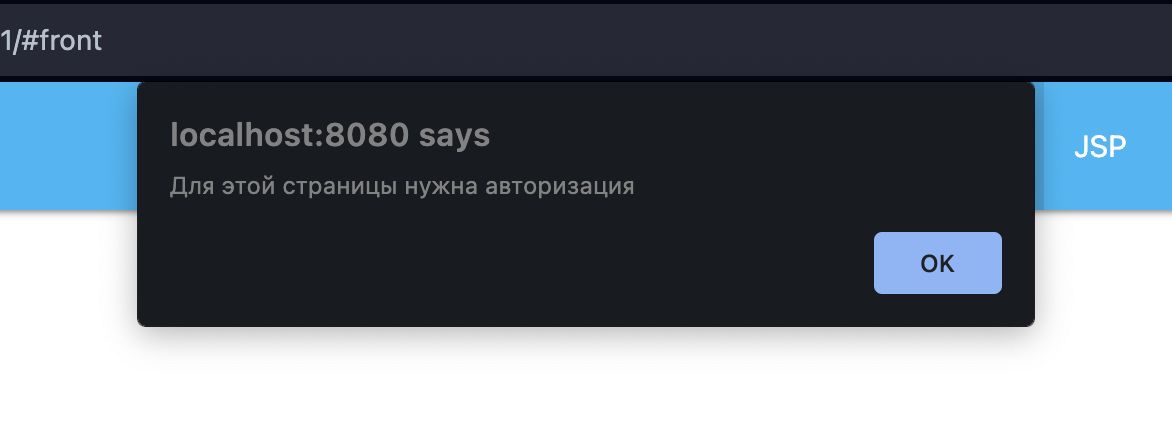 1/#front
localhost:8080 says
JSP
Для этой страницы нужна авторизация
OK